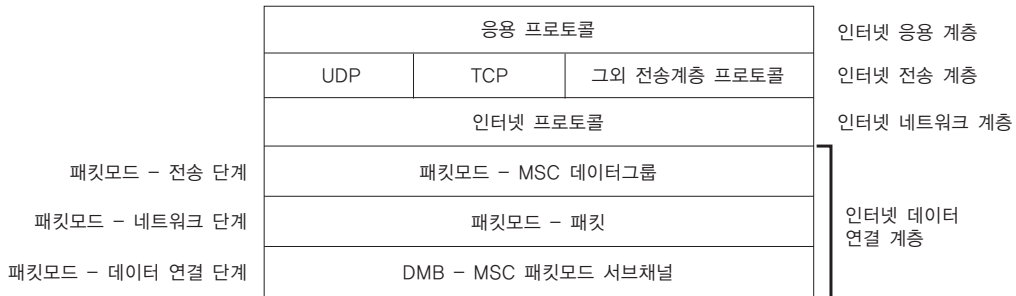 응용 프로토콜
인터넷 응용 계층
UDP
TCP
그외 전송계층 프로토콜
인터넷 전송 계층
인터넷 프로토콜
인터넷 네트워크 계층
패킷모드 - 전송 단계
패킷모드 - MSC 데이터그룹
패킷모드 - 네트워크 단계
패킷모드 - 패킷
인터넷 데이터
연결 계층
패킷모드 - 데이터 연결 단계
DMB - MSC 패킷모드 서브채널